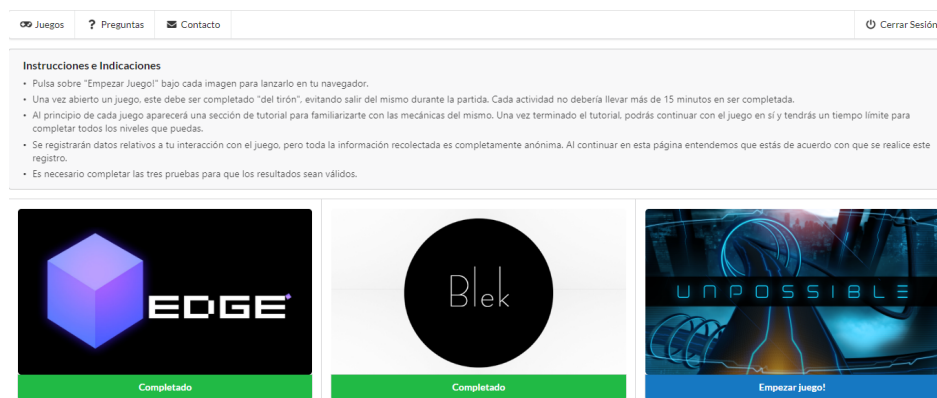 Juegos ? Preguntas Contacto Cerrar Sesión
Instrucciones e Indicaciones
• Pulsa sobre "Empezar Juego!" bajo cada imagen para lanzarlo en tu navegador.
• Una vez abierto un juego, este debe ser completado "del tirón", evitando salir del mismo durante la partida. Cada actividad no debería llevar más de 15 minutos en ser completada.
• Al principio de cada juego aparecerá una sección de tutorial para familiarizarte con las mecánicas del mismo. Una vez terminado el tutorial, podrás continuar con el juego en sí y tendrás un tiempo límite para
completar todos los niveles que puedas.
• Se registrarán datos relativos a tu interacción con el juego, pero toda la información recolectada es completamente anónima. Al continuar en esta página entendemos que estás de acuerdo con que se realice este
registro.
• Es necesario completar las tres pruebas para que los resultados sean válidos.
EDGE
Blek
UNPOSSIBLE
Completado
Completado
Empezar juego!